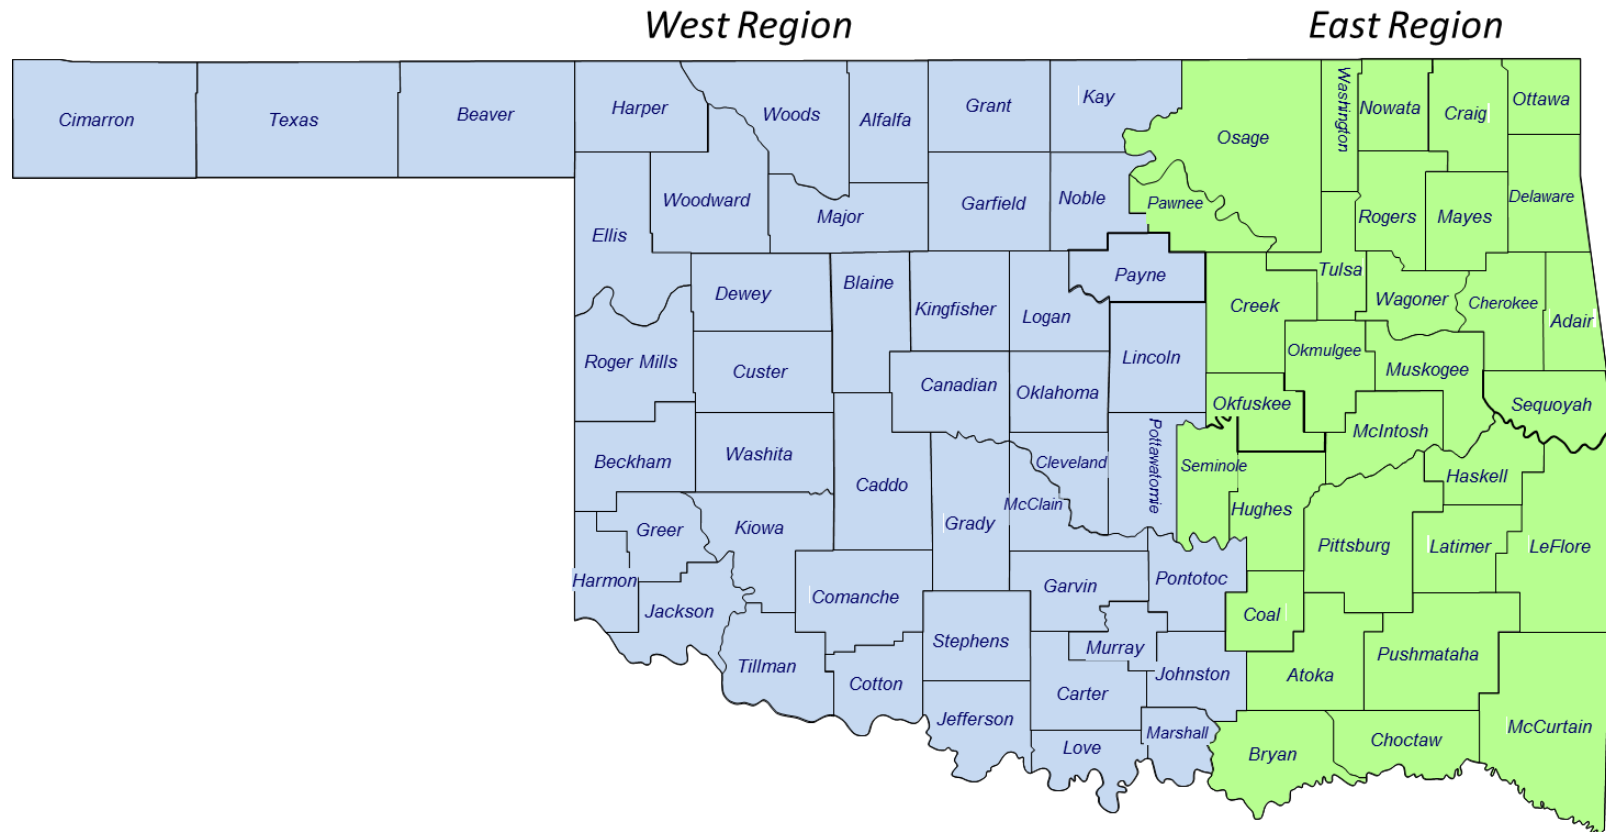 West Region
East Region
Cimarron
Texas
Beaver
Harper
Woods
Alfalfa
Grant
Kay
Osage
Washington
Nowata
Craig
Ottawa
Woodward
Ellis
Major
Garfield
Noble
Pawnee
Rogers
Mayes
Delaware
Dewey
Blaine
Kingfisher
Logan
Payne
Creek
Tulsa
Wagoner
Cherokee
Adair
Roger Mills
Custer
Canadian
Oklahoma
Lincoln
Okmulgee
Muskogee
Okfuskee
Sequoyah
Beckham
Washita
Caddo
Grady
McClain
Cleveland
Pottawatomie
Seminole
McIntosh
Haskell
Hughes
Greer
Kiowa
Pittsburg
Latimer
LeFlore
Harmon
Jackson
Comanche
Garvin
Pontotoc
Coal
Tillman
Stephens
Murray
Johnston
Atoka
Pushmataha
Cotton
Carter
Jefferson
Love
Marshall
Bryan
Choctaw
McCurtain